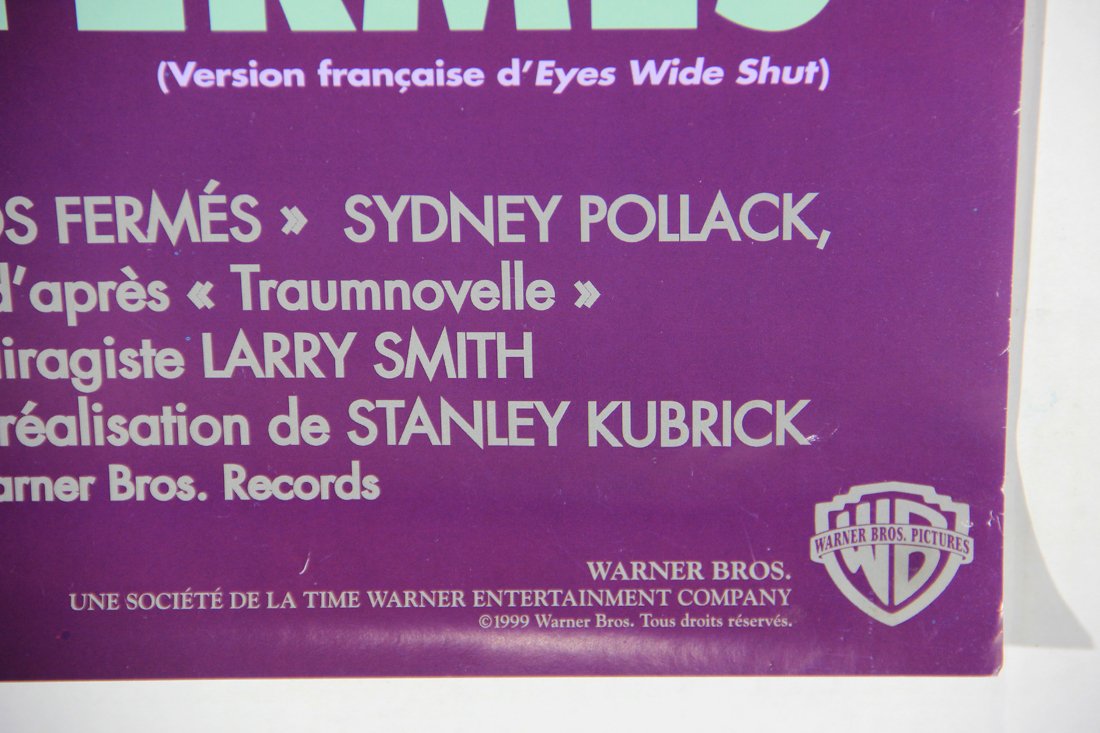 FERMÉS
(Version française d'Eyes Wide Shut)
OS FERMÉS » SYDNEY POLLACK,
d'après « Traumnovelle »
iragiste LARRY SMITH
réalisation de STANLEY KUBRICK
arner Bros. Records
WB
WARNER BROS. PICTURES
WARNER BROS.
UNE SOCIÉTÉ DE LA TIME WARNER ENTERTAINMENT COMPANY
©1999 Warner Bros. Tous droits réservés.